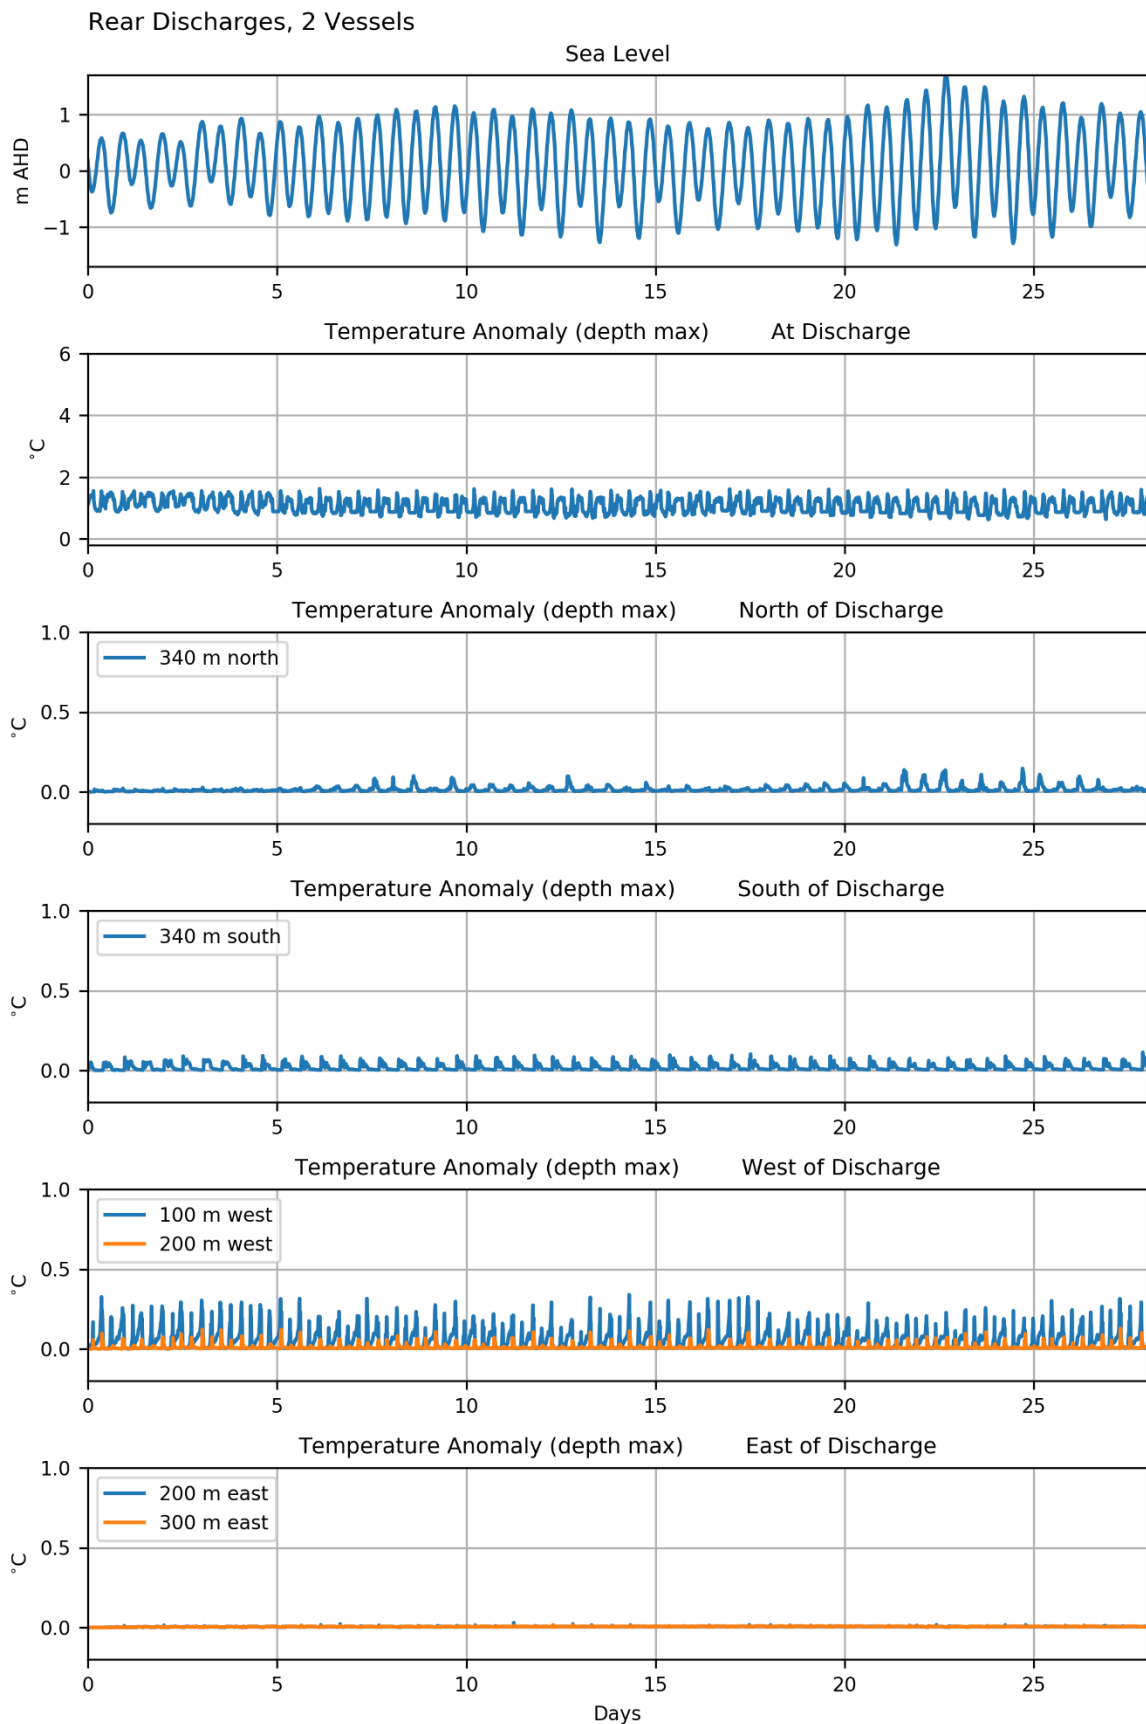 Rear Discharges, 2 Vessels
Sea Level
m AHD
1
0
−1
0 5 10 15 20 25
Temperature Anomaly (depth max) At Discharge
°C
6
4
2
0
0 5 10 15 20 25
Temperature Anomaly (depth max) North of Discharge
°C
1.0
0.5
0.0
340 m north
0 5 10 15 20 25
Temperature Anomaly (depth max) South of Discharge
°C
1.0
0.5
0.0
340 m south
0 5 10 15 20 25
Temperature Anomaly (depth max) West of Discharge
°C
1.0
0.5
0.0
100 m west
200 m west
0 5 10 15 20 25
Temperature Anomaly (depth max) East of Discharge
°C
1.0
0.5
0.0
200 m east
300 m east
0 5 10 15 20 25
Days